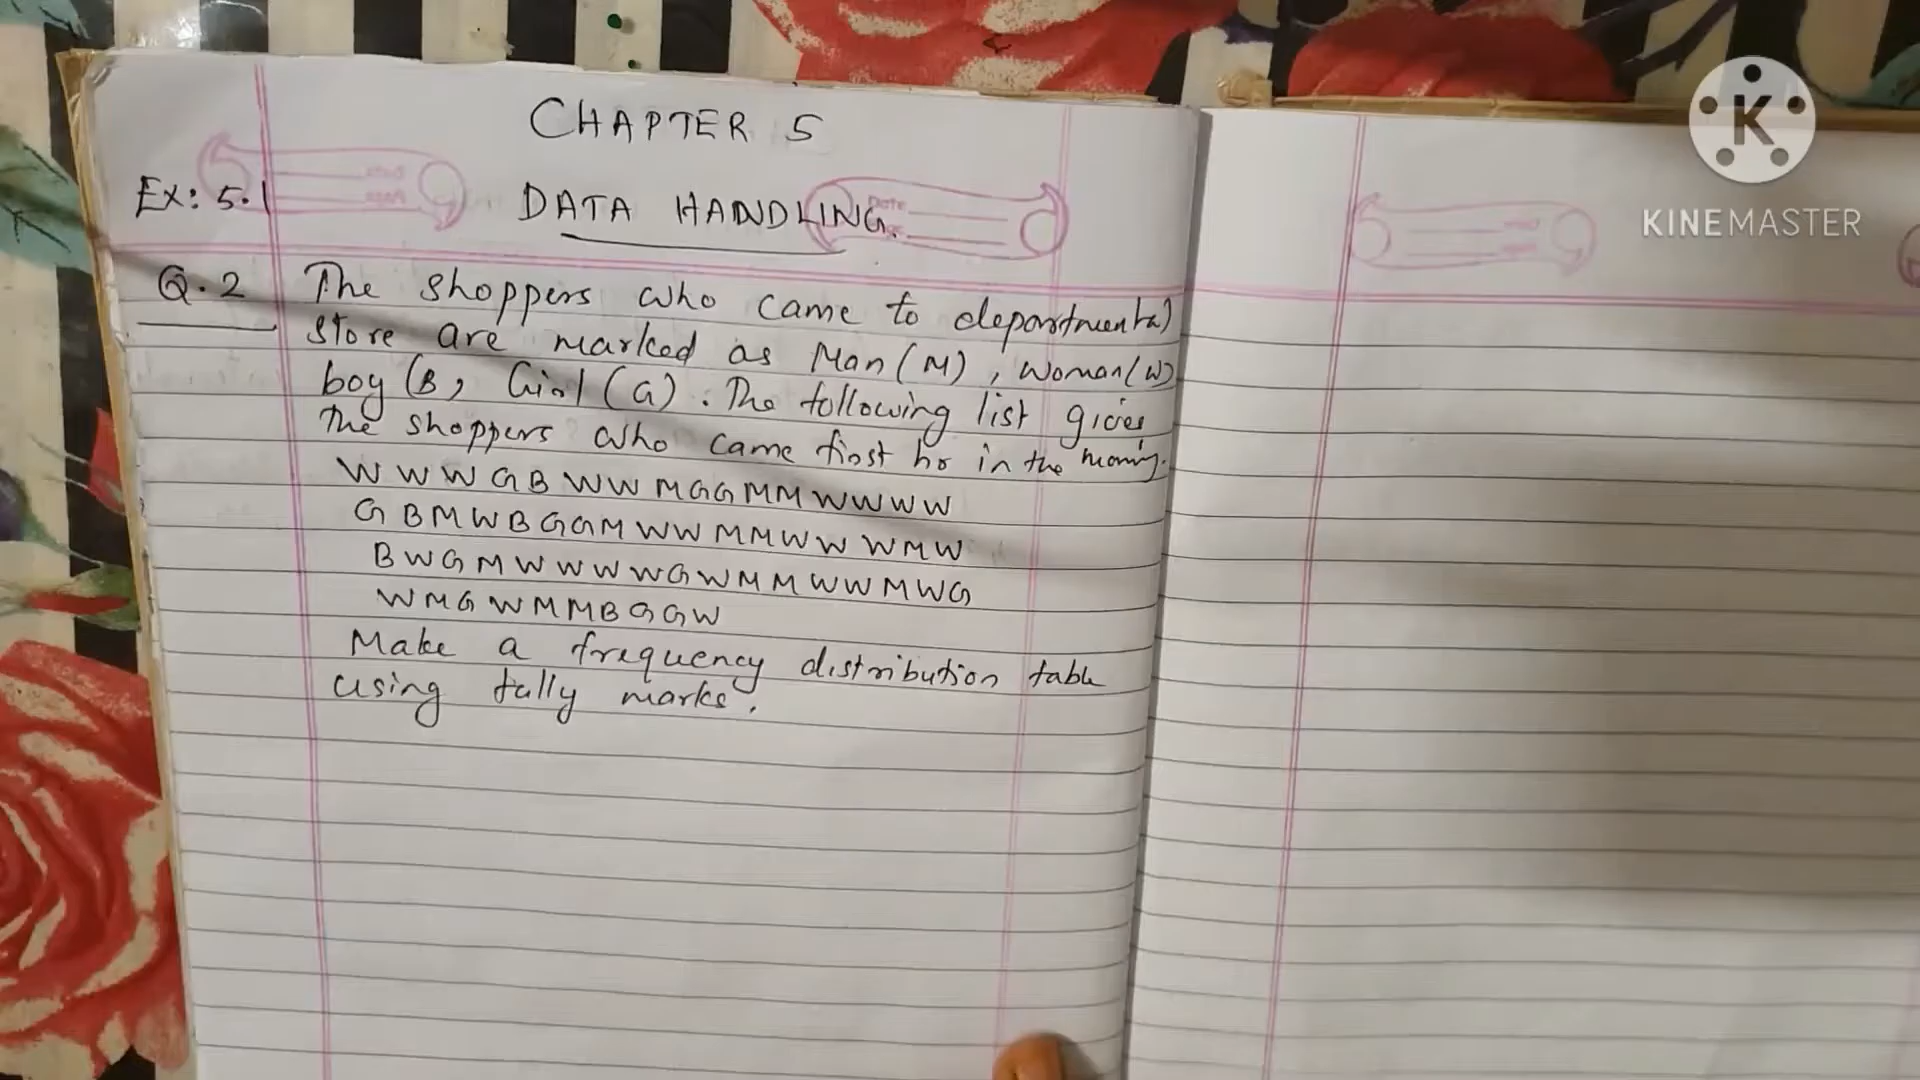 CHAPTER 5
Ex: 5.1
DATA HANDLING.
Q.2 The shoppers who came to departmental
store are marked as Man (M), Woman (W)
boy (B), Girl (G). The following list gives
the shoppers who came first hr in the morning.
W W W G B W W M G G M M W W W W
G B M W B G G M W W M M W W W M W
B W G M W W W W G W M M W W M W G
W M G W M M B G G W
Make a frequency distribution table
using tally marks.
K
KINEMASTER